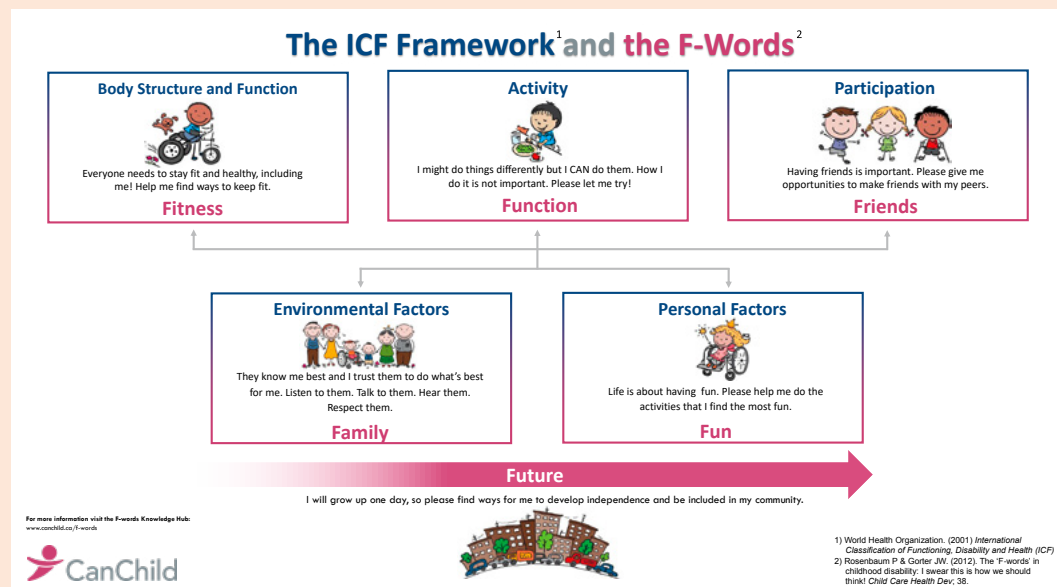 The ICF Framework¹ and the F-Words²
Body Structure and Function
Everyone needs to stay fit and healthy, including
me! Help me find ways to keep fit.
Fitness
Activity
I might do things differently but I CAN do them. How I
do it is not important. Please let me try!
Function
Participation
Having friends is important. Please give me
opportunities to make friends with my peers.
Friends
Environmental Factors
They know me best and I trust them to do what's best
for me. Listen to them. Talk to them. Hear them.
Respect them.
Family
Personal Factors
Life is about having fun. Please help me do the
activities that I find the most fun.
Fun
Future
I will grow up one day, so please find ways for me to develop independence and be included in my community.
For more information visit the F-words Knowledge Hub:
www.canchild.ca/f-words
CanChild
1) World Health Organization. (2001) International
Classification of Functioning, Disability and Health (ICF)
2) Rosenbaum P & Gorter JW. (2012). The 'F-words' in
childhood disability: I swear this is how we should
think! Child Care Health Dev; 38.